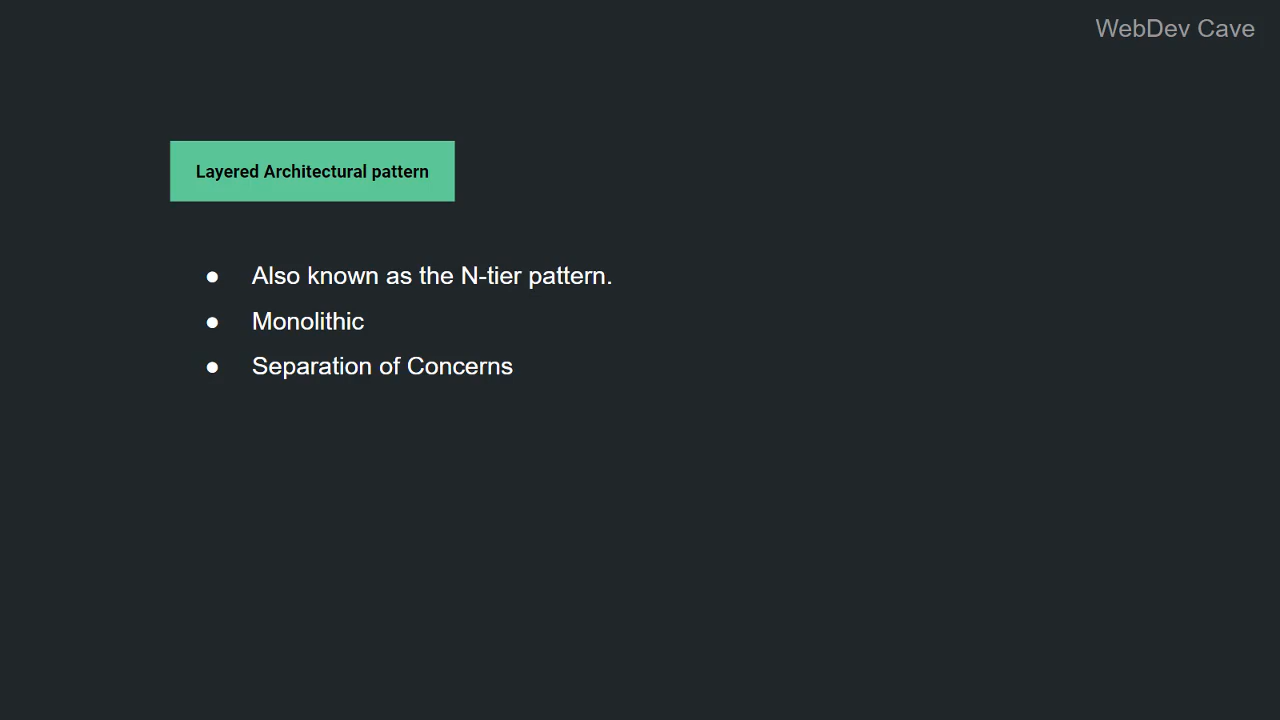 WebDev Cave
Layered Architectural pattern
● Also known as the N-tier pattern.
● Monolithic
● Separation of Concerns